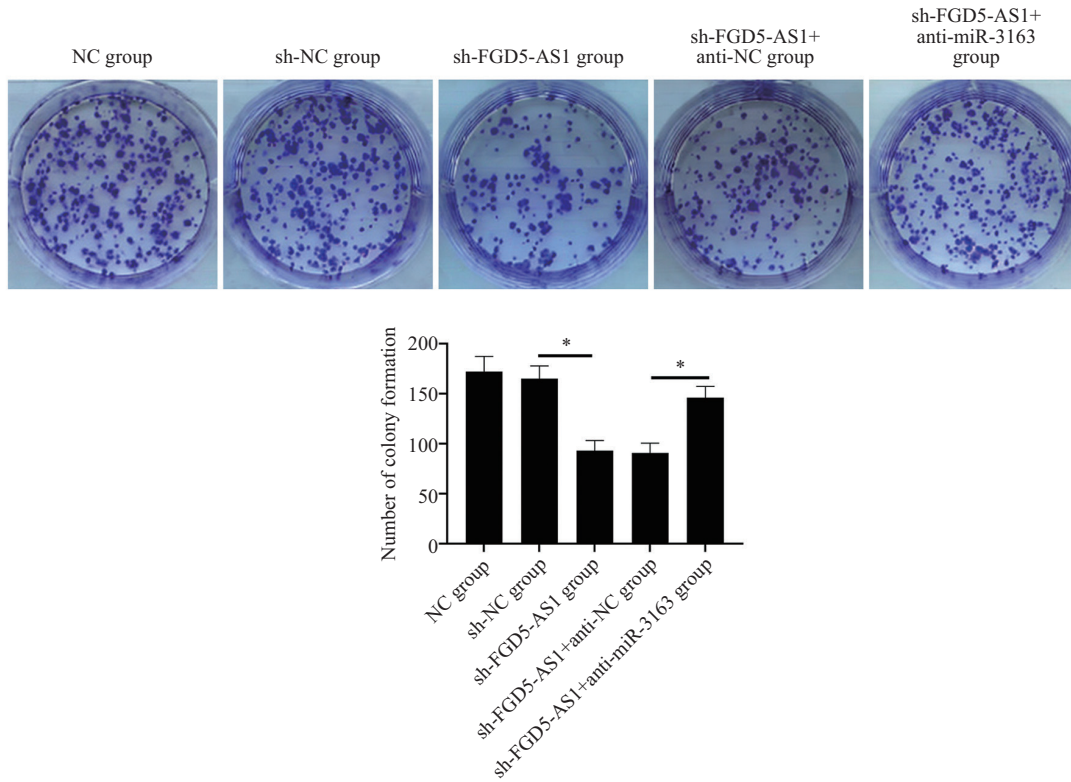 NC group
sh-NC group
sh-FGD5-AS1 group
sh-FGD5-AS1+
anti-NC group
sh-FGD5-AS1+
anti-miR-3163
group
Number of colony formation
200
150
100
50
0
*
*
NC group
sh-NC group
sh-FGD5-AS1 group
sh-FGD5-AS1+anti-NC group
sh-FGD5-AS1+anti-miR-3163 group